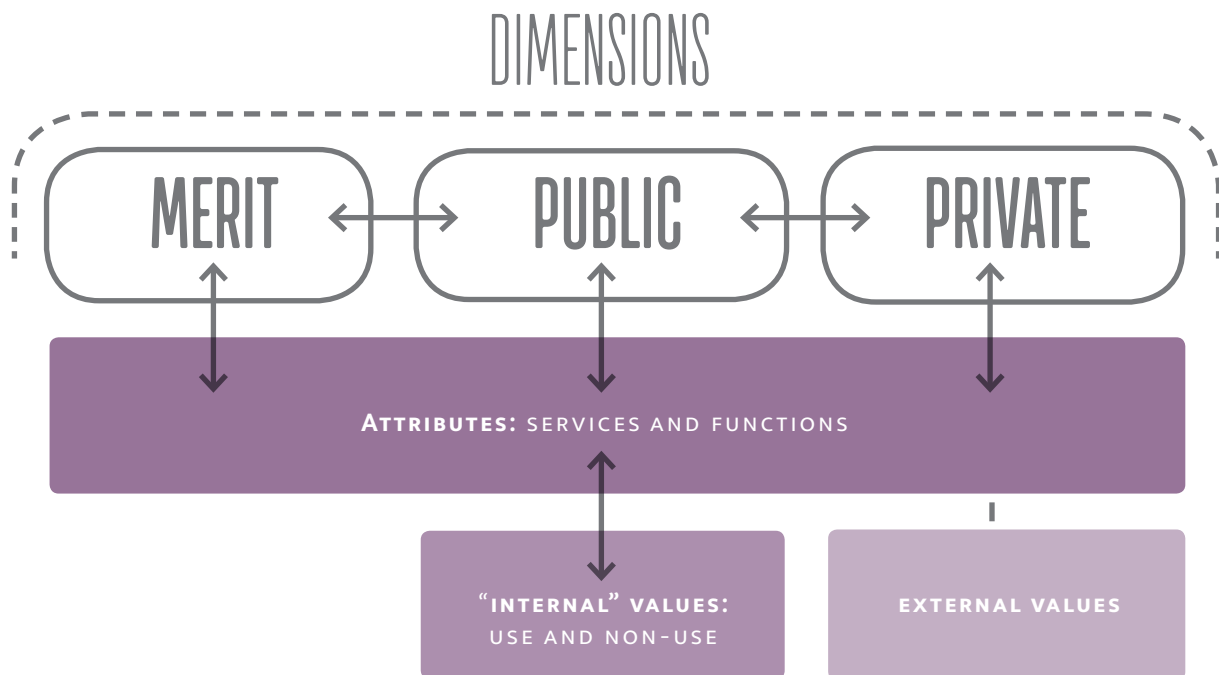 DIMENSIONS
MERIT
PUBLIC
PRIVATE
ATTRIBUTES: SERVICES AND FUNCTIONS
“INTERNAL” VALUES:
USE AND NON-USE
EXTERNAL VALUES